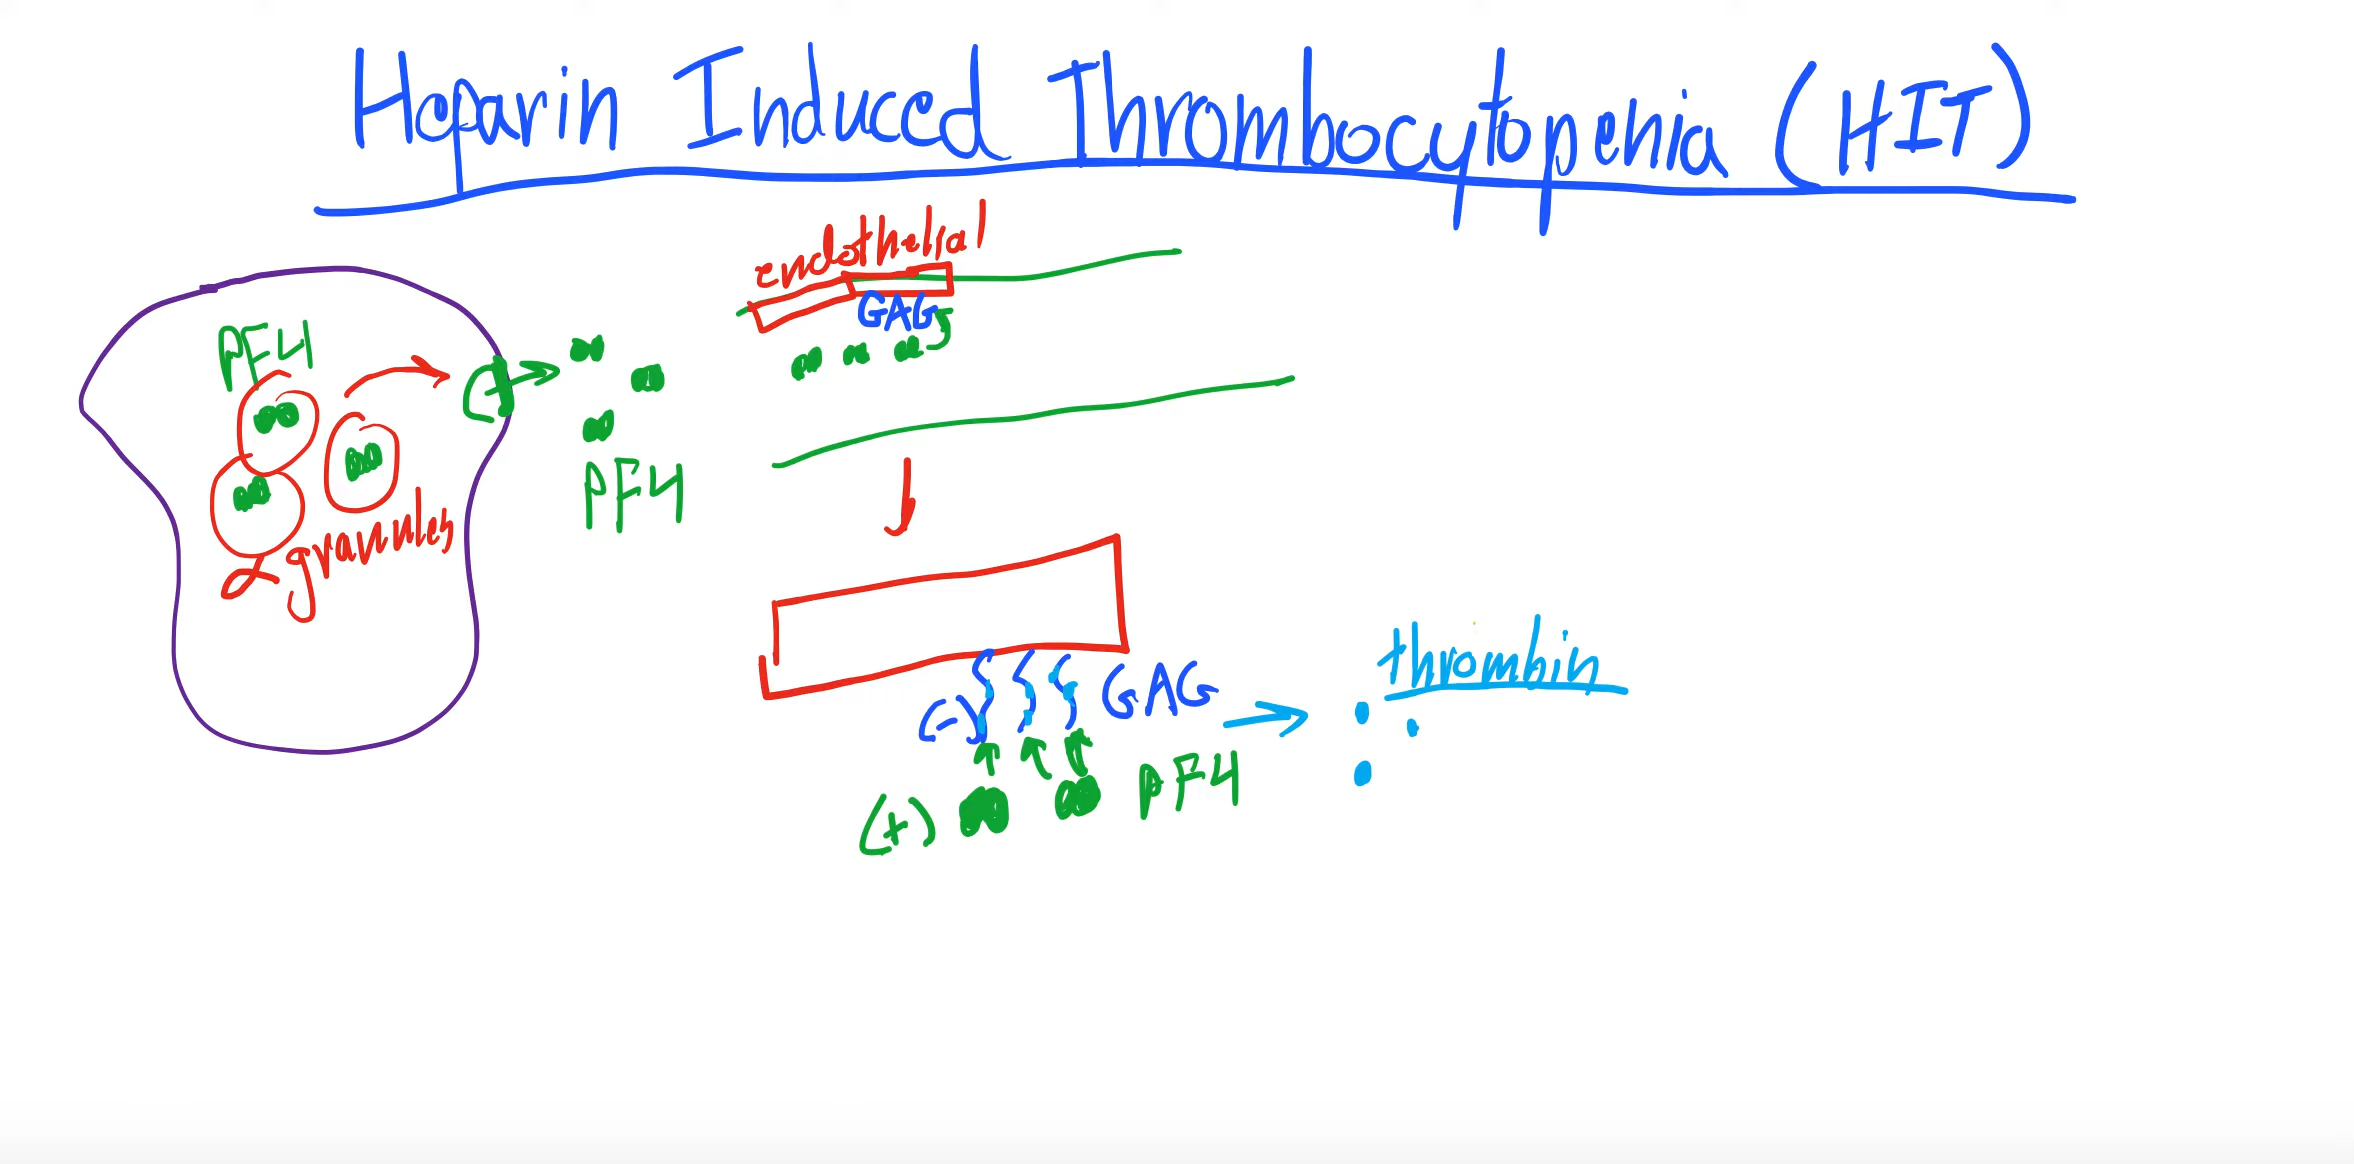 Heparin Induced Thrombocytopenia (HIT)
endothelial
GAGs
PF4
PF4
α granules
thrombin
(-) GAG
(+) PF4